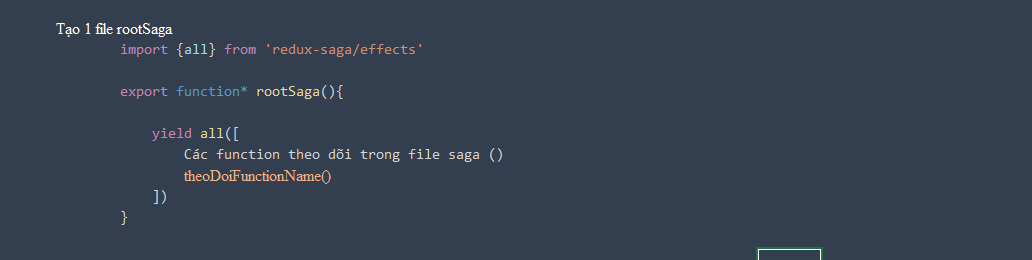 Tạo 1 file rootSaga
import {all} from 'redux-saga/effects'
export function* rootSaga(){
yield all([
Các function theo dõi trong file saga ()
theoDoiFunctionName()
])
}